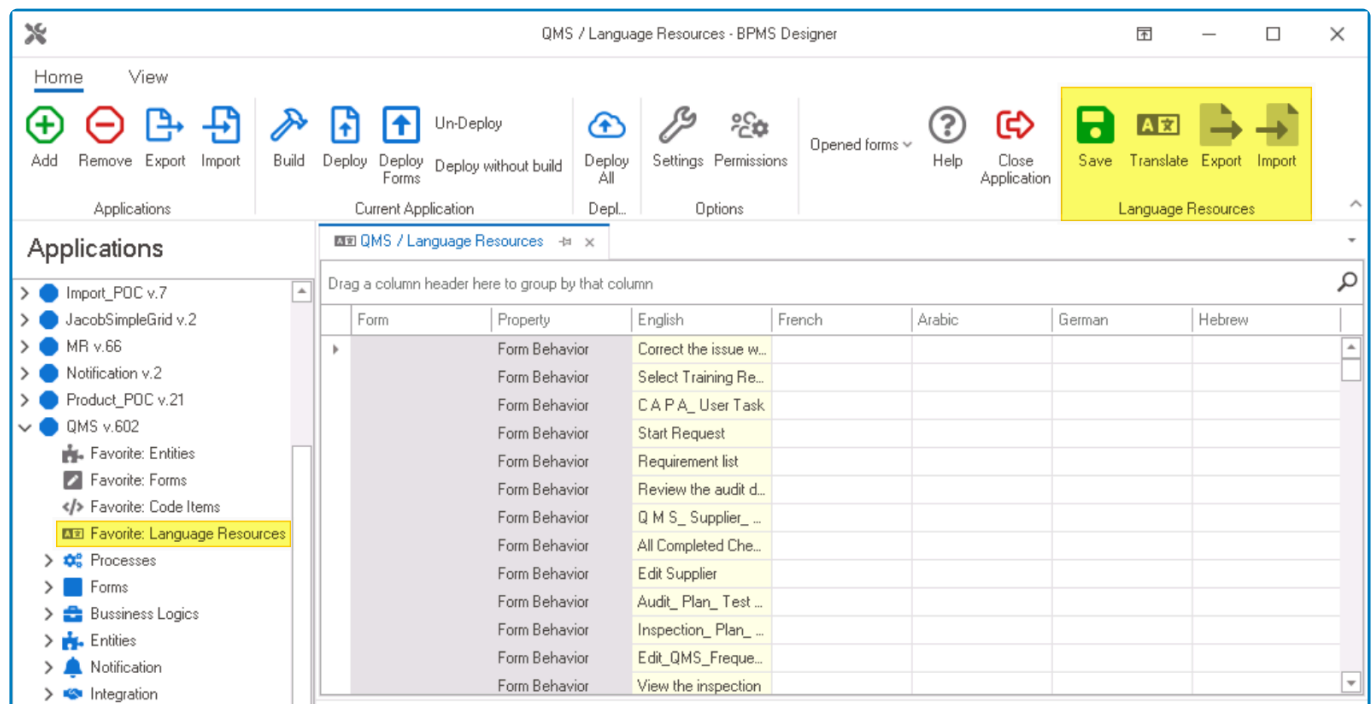 QMS / Language Resources - BPMS Designer
Home View
Add Remove Export Import Build Deploy Deploy Forms Un-Deploy Deploy without build Deploy All Settings Permissions Opened forms Help Close Application Save Translate Export Import
Applications Current Application Depl... Options Language Resources
Applications
Import_POC v.7
JacobSimpleGrid v.2
MR v.66
Notification v.2
Product_POC v.21
QMS v.602
Favorite: Entities
Favorite: Forms
Favorite: Code Items
Favorite: Language Resources
Processes
Forms
Bussiness Logics
Entities
Notification
Integration
QMS / Language Resources
Drag a column header here to group by that column
Form Property English French Arabic German Hebrew
Form Behavior Correct the issue w...
Form Behavior Select Training Re...
Form Behavior C A P A_ User Task
Form Behavior Start Request
Form Behavior Requirement list
Form Behavior Review the audit d...
Form Behavior Q M S_ Supplier_ ...
Form Behavior All Completed Che...
Form Behavior Edit Supplier
Form Behavior Audit_ Plan_ Test ...
Form Behavior Inspection_ Plan_ ...
Form Behavior Edit_QMS_Freque...
Form Behavior View the inspection